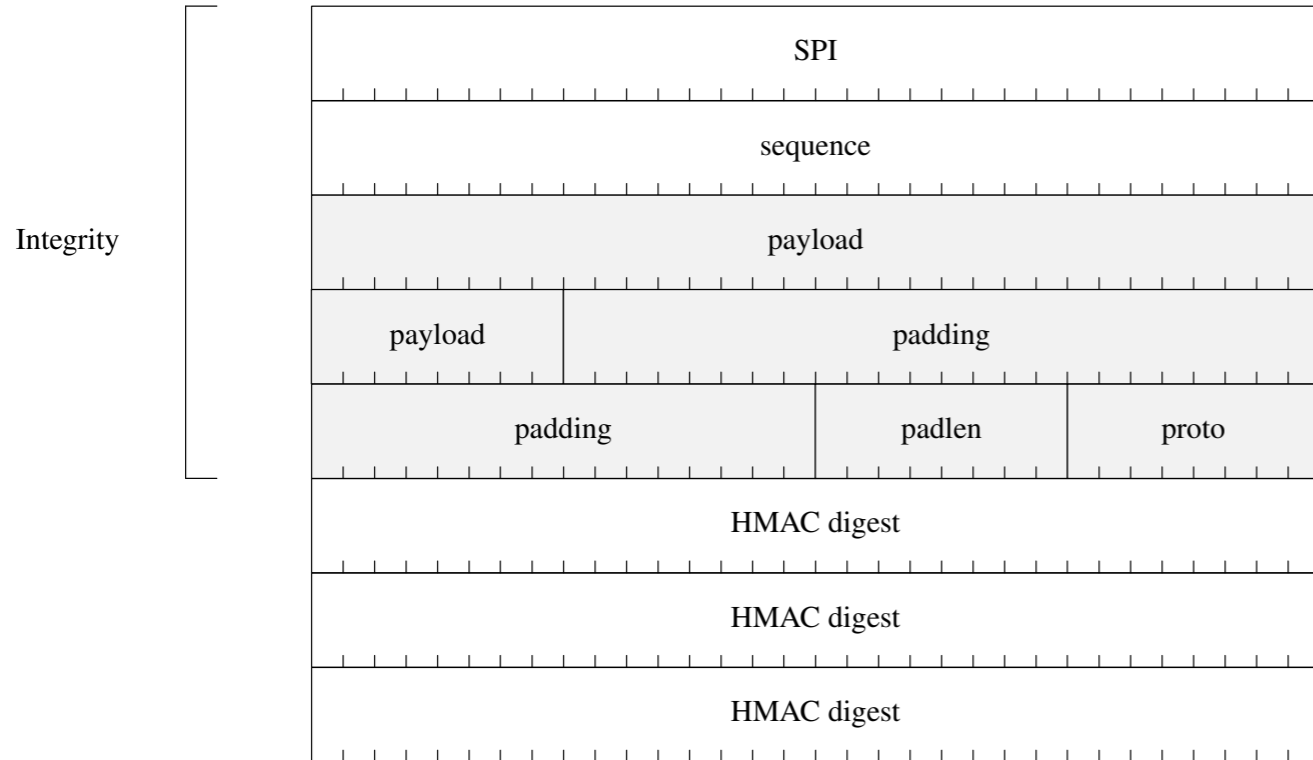 SPI
sequence
Integrity
payload
payload
padding
padding
padlen
proto
HMAC digest
HMAC digest
HMAC digest